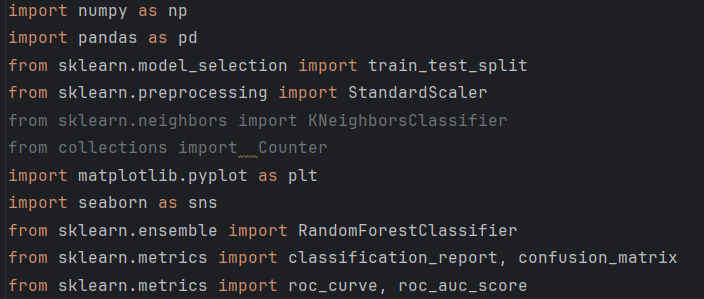 import numpy as np
import pandas as pd
from sklearn.model_selection import train_test_split
from sklearn.preprocessing import StandardScaler
from sklearn.neighbors import KNeighborsClassifier
from collections import  Counter
import matplotlib.pyplot as plt
import seaborn as sns
from sklearn.ensemble import RandomForestClassifier
from sklearn.metrics import classification_report, confusion_matrix
from sklearn.metrics import roc_curve, roc_auc_score